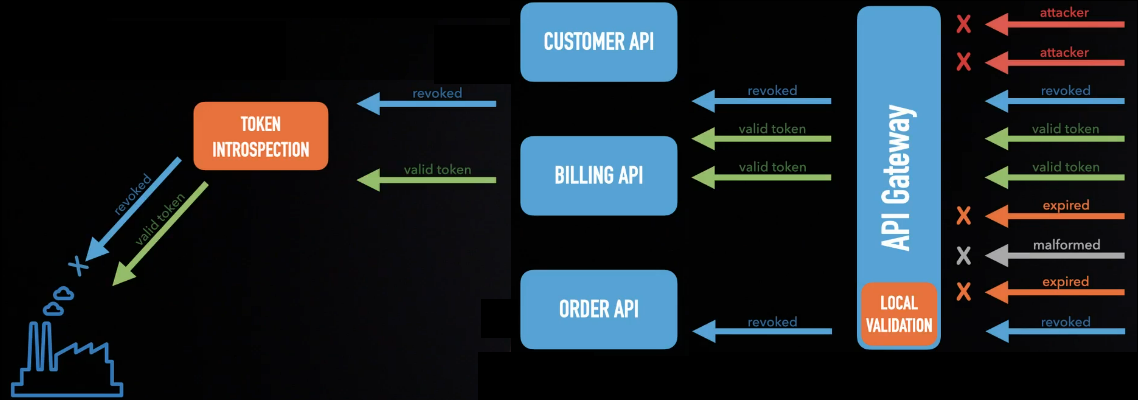 revoked
valid token
TOKEN
INTROSPECTION
revoked
valid token
CUSTOMER API
BILLING API
ORDER API
revoked
valid token
valid token
revoked
API Gateway
LOCAL
VALIDATION
attacker
attacker
revoked
valid token
valid token
expired
malformed
expired
revoked